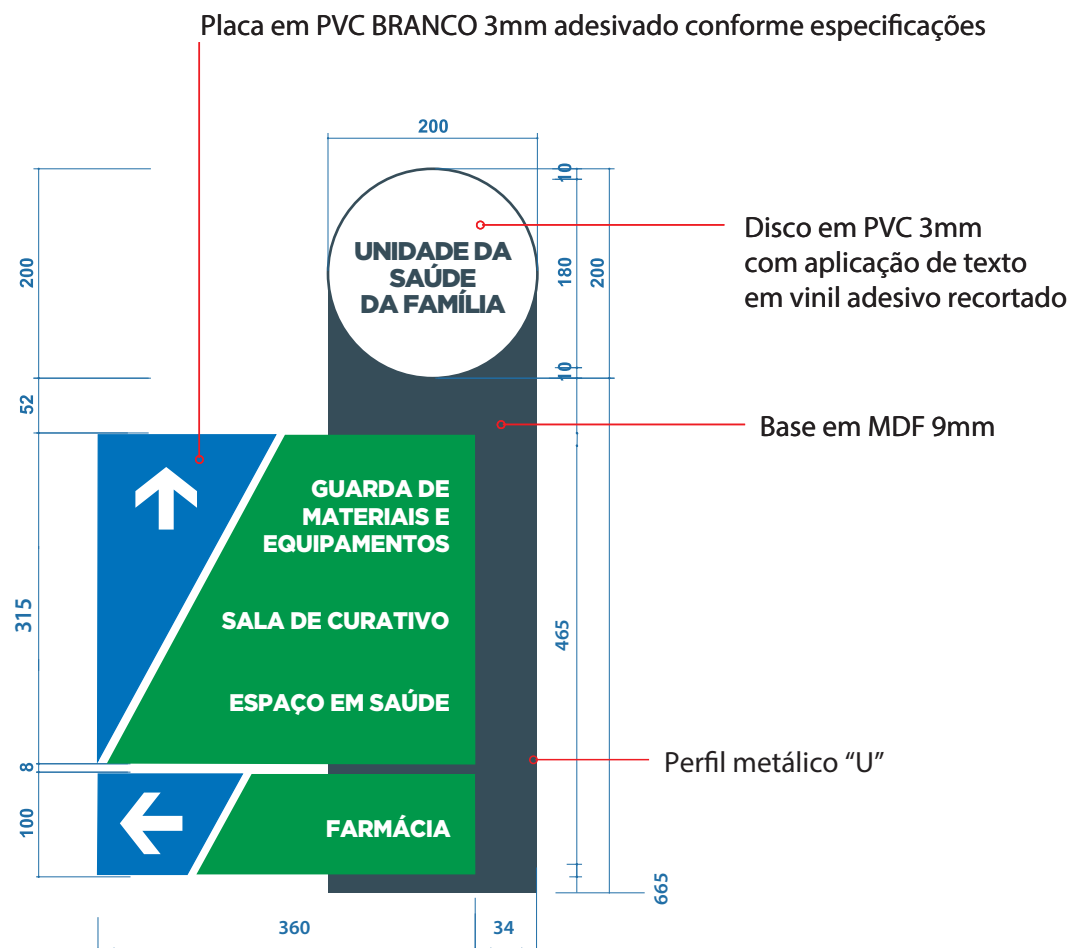 Placa em PVC BRANCO 3mm adesivado conforme especificações
200
10
200
180
200
UNIDADE DA
SAÚDE
DA FAMÍLIA
Disco em PVC 3mm
com aplicação de texto
em vinil adesivo recortado
10
52
Base em MDF 9mm
GUARDA DE
MATERIAIS E
EQUIPAMENTOS
315
SALA DE CURATIVO
465
ESPAÇO EM SAÚDE
Perfil metálico “U”
8
100
FARMÁCIA
665
360
34